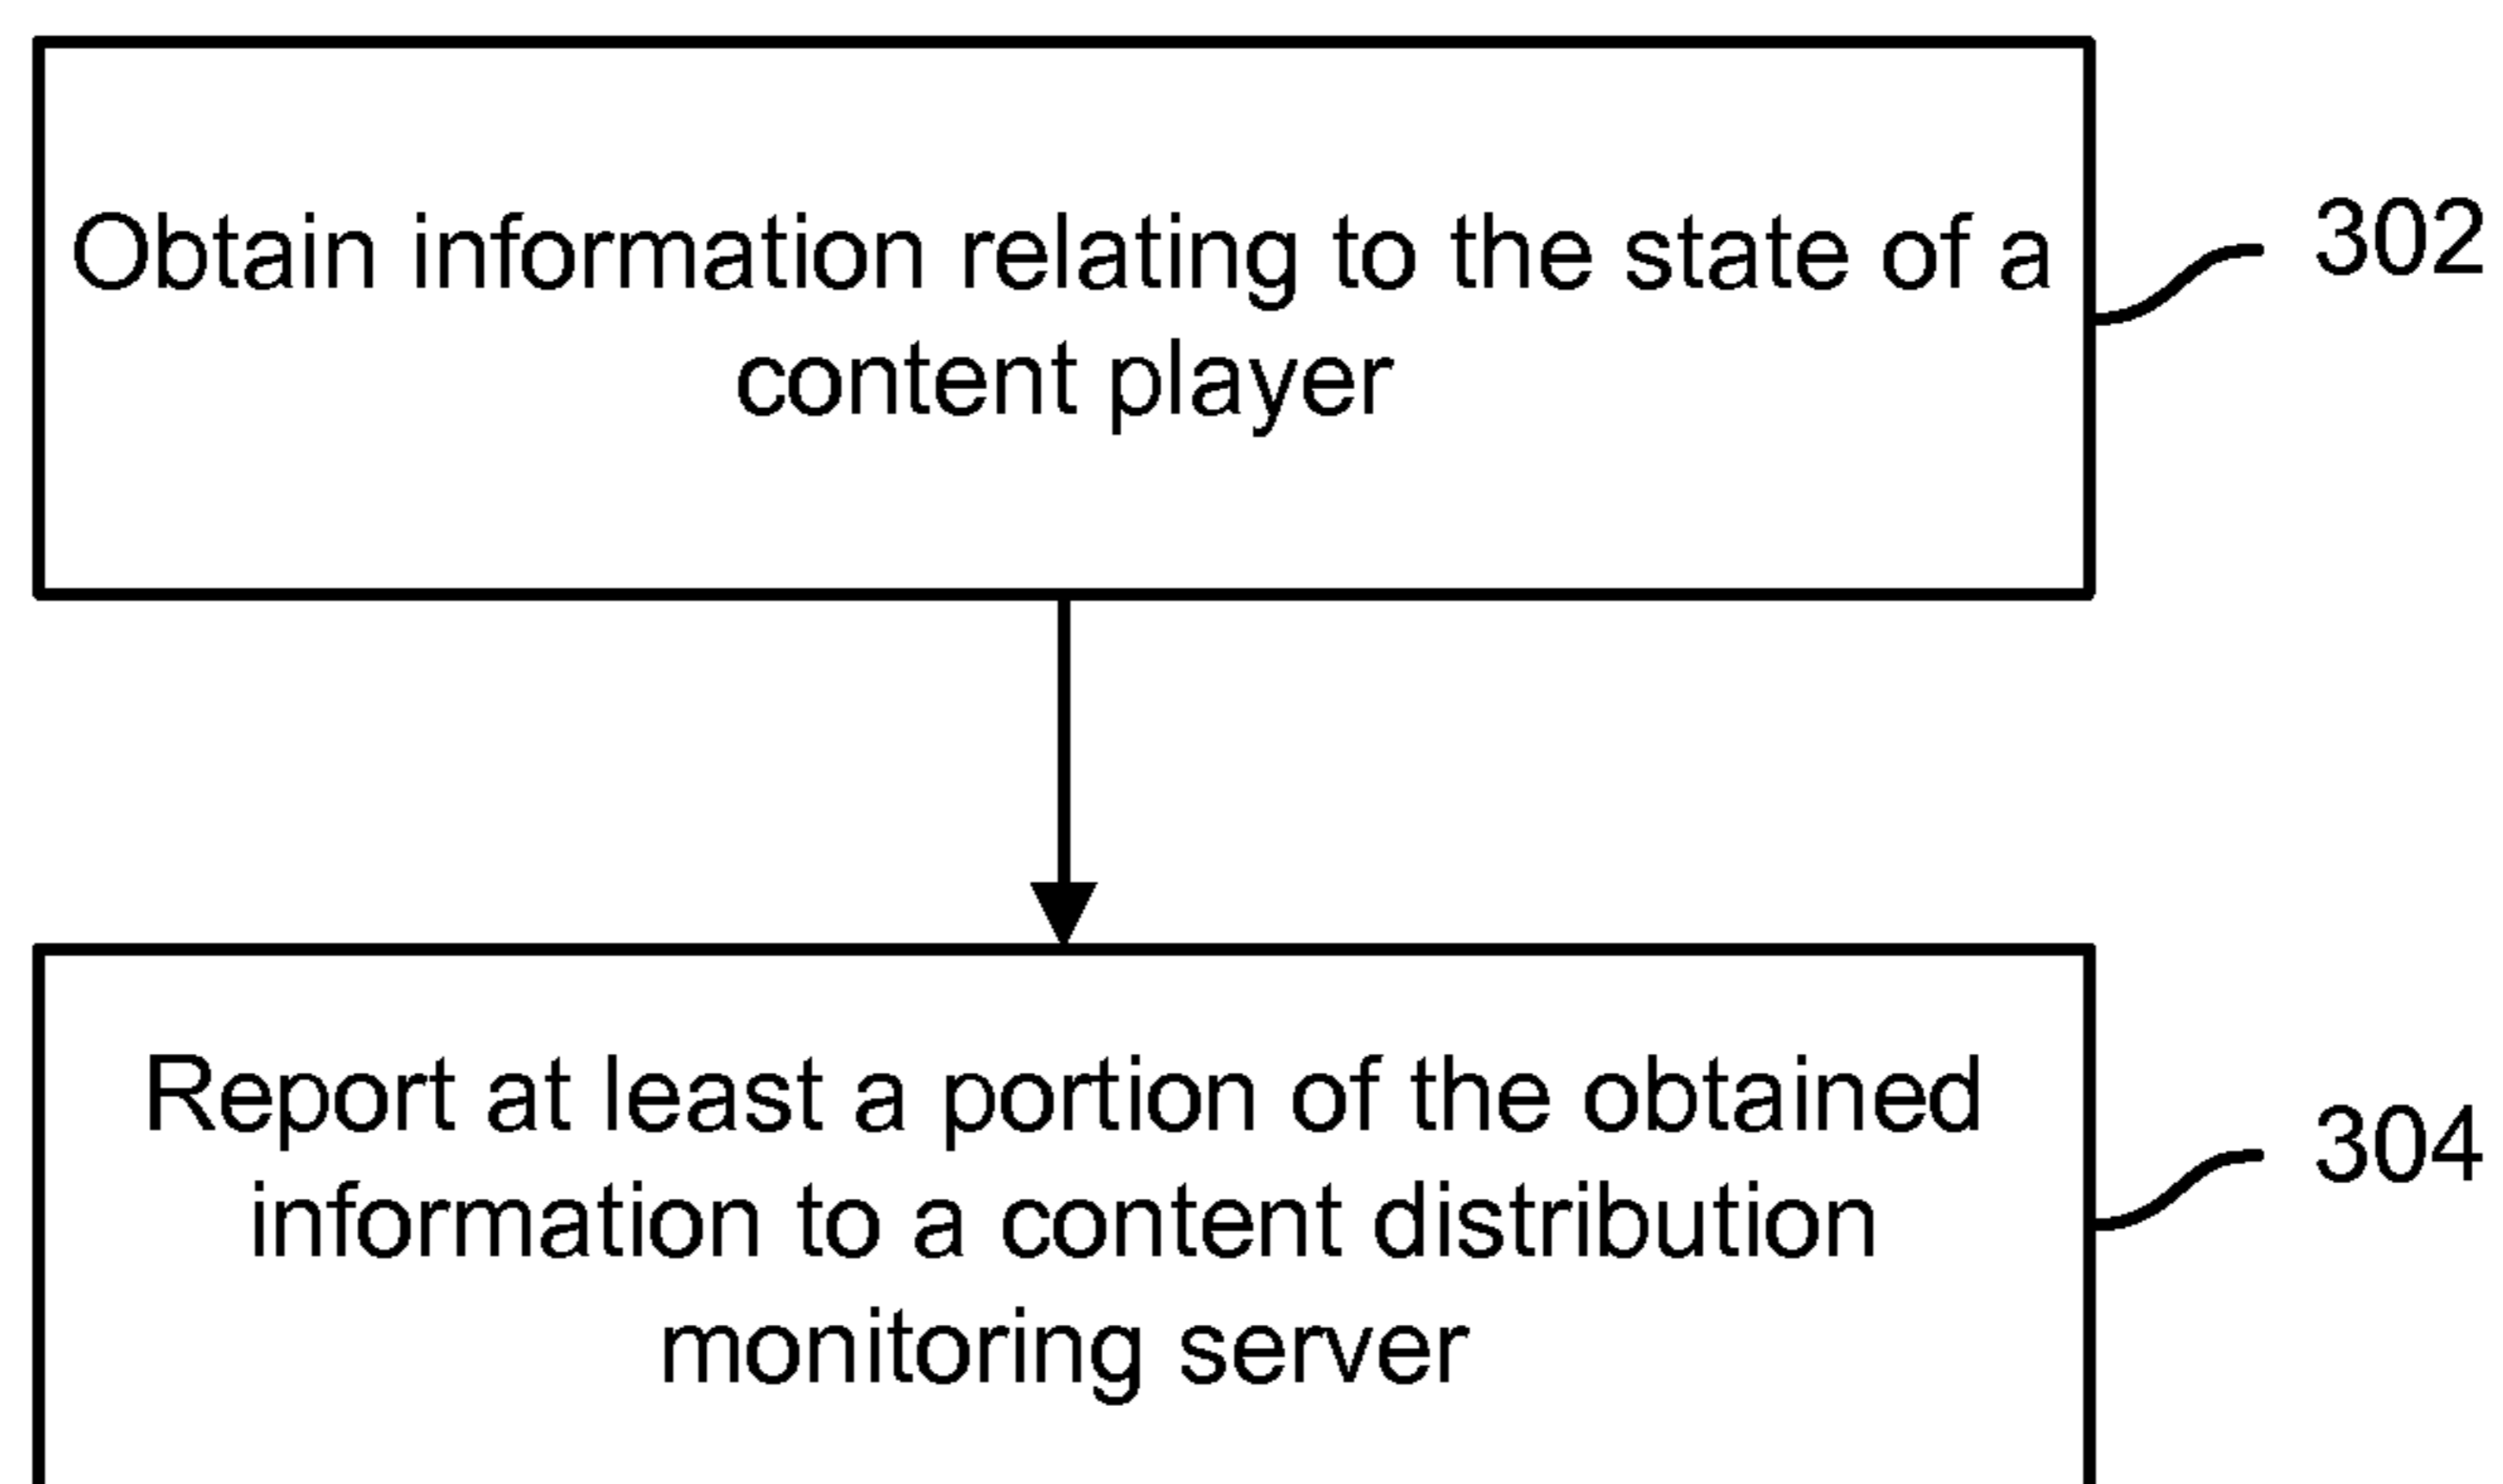 Obtain information relating to the state of a
content player
302
Report at least a portion of the obtained
information to a content distribution
monitoring server
304